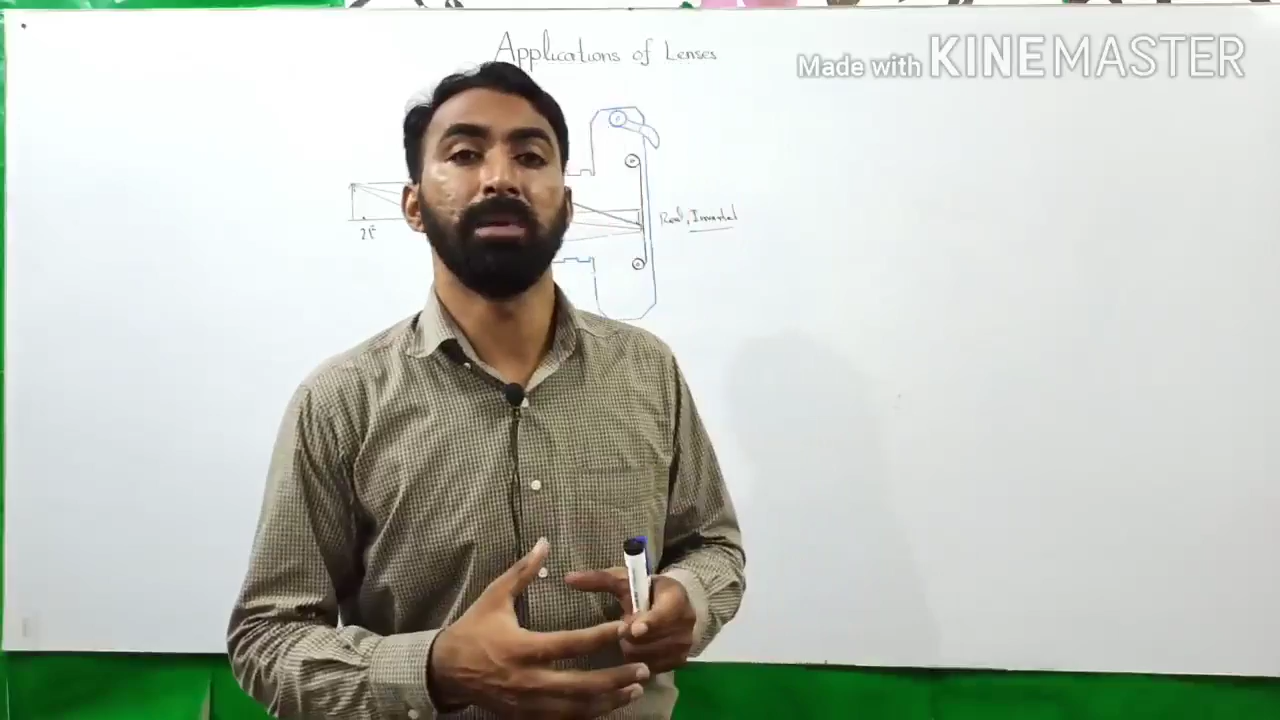 Applications of Lenses
Made with KINEMASTER
2F
Real, Inverted